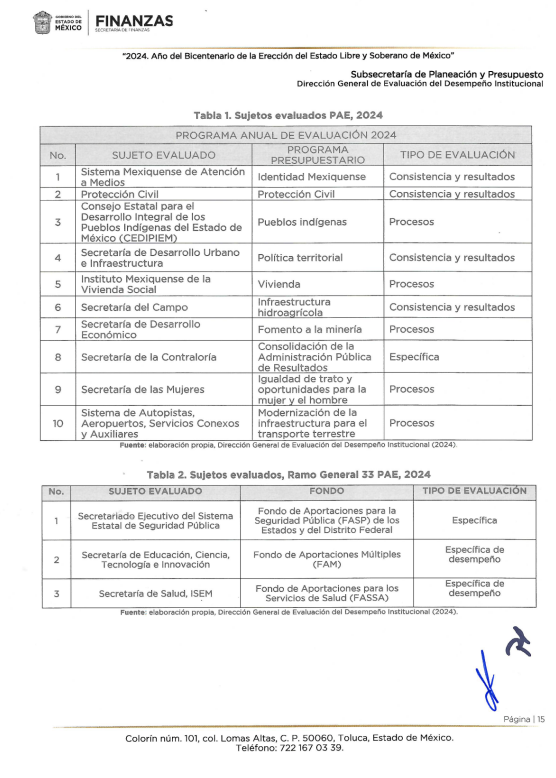 GOBIERNO DEL
ESTADO DE
MÉXICO
FINANZAS
SECRETARÍA DE FINANZAS
“2024. Año del Bicentenario de la Erección del Estado Libre y Soberano de México”
Subsecretaría de Planeación y Presupuesto
Dirección General de Evaluación del Desempeño Institucional
Tabla 1. Sujetos evaluados PAE, 2024
PROGRAMA ANUAL DE EVALUACIÓN 2024
No. SUJETO EVALUADO PROGRAMA PRESUPUESTARIO TIPO DE EVALUACIÓN
1 Sistema Mexiquense de Atención a Medios Identidad Mexiquense Consistencia y resultados
2 Protección Civil Protección Civil Consistencia y resultados
3 Consejo Estatal para el Desarrollo Integral de los Pueblos Indígenas del Estado de México (CEDIPIEM) Pueblos indígenas Procesos
4 Secretaría de Desarrollo Urbano e Infraestructura Política territorial Consistencia y resultados
5 Instituto Mexiquense de la Vivienda Social Vivienda Procesos
6 Secretaría del Campo Infraestructura hidroagrícola Consistencia y resultados
7 Secretaría de Desarrollo Económico Fomento a la minería Procesos
8 Secretaría de la Contraloría Consolidación de la Administración Pública de Resultados Específica
9 Secretaría de las Mujeres Igualdad de trato y oportunidades para la mujer y el hombre Procesos
10 Sistema de Autopistas, Aeropuertos, Servicios Conexos y Auxiliares Modernización de la infraestructura para el transporte terrestre Procesos
Fuente: elaboración propia, Dirección General de Evaluación del Desempeño Institucional (2024).
Tabla 2. Sujetos evaluados, Ramo General 33 PAE, 2024
No. SUJETO EVALUADO FONDO TIPO DE EVALUACIÓN
1 Secretariado Ejecutivo del Sistema Estatal de Seguridad Pública Fondo de Aportaciones para la Seguridad Pública (FASP) de los Estados y del Distrito Federal Específica
2 Secretaría de Educación, Ciencia, Tecnología e Innovación Fondo de Aportaciones Múltiples (FAM) Específica de desempeño
3 Secretaría de Salud, ISEM Fondo de Aportaciones para los Servicios de Salud (FASSA) Específica de desempeño
Fuente: elaboración propia, Dirección General de Evaluación del Desempeño Institucional (2024).
Página | 15
Colorín núm. 101, col. Lomas Altas, C. P. 50060, Toluca, Estado de México.
Teléfono: 722 167 03 39.